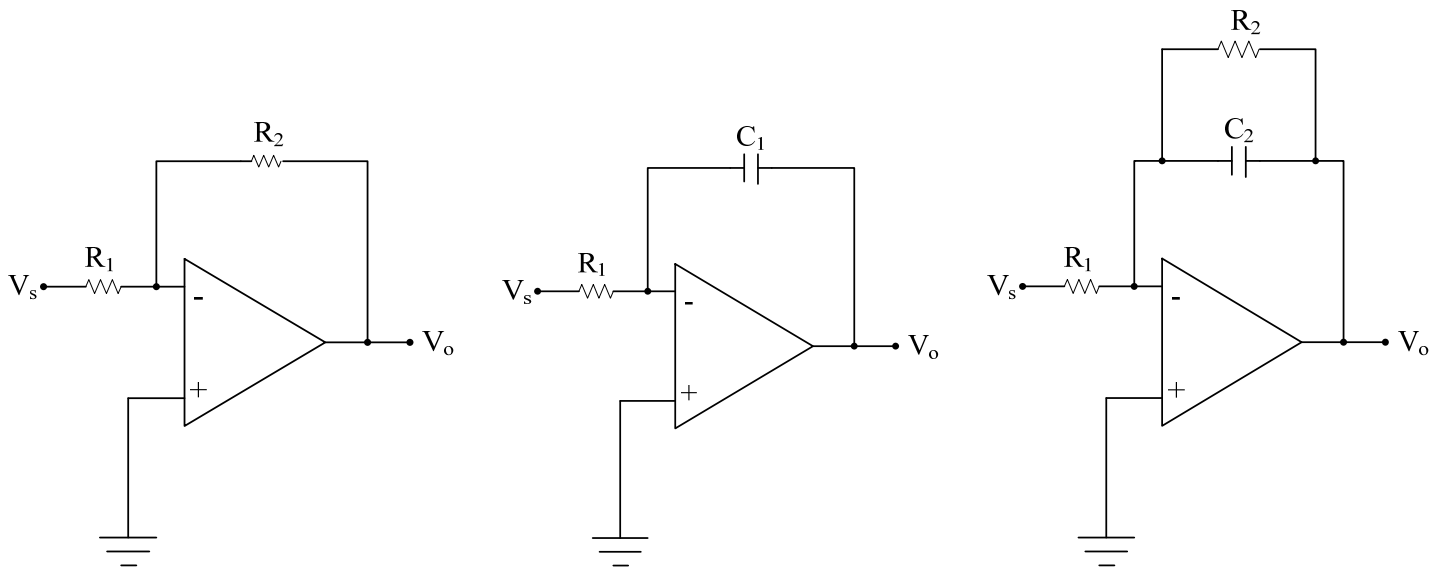 R₂
R₁
Vₛ
-
+
Vₒ
C₁
R₁
Vₛ
-
+
Vₒ
R₂
C₂
R₁
Vₛ
-
+
Vₒ